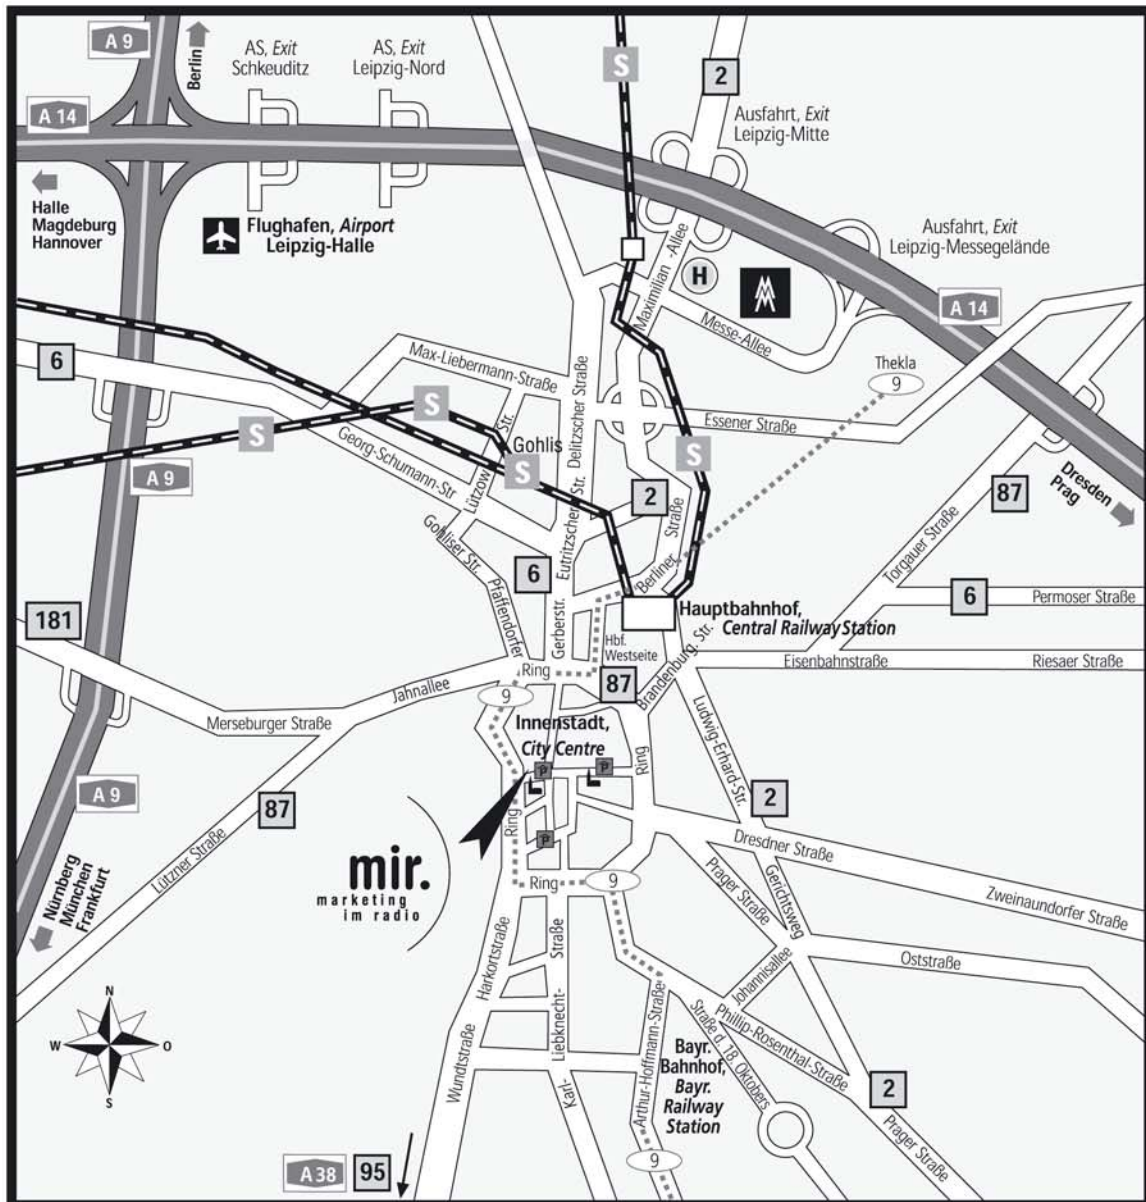 A 9
Berlin
AS, Exit
Schkeuditz
AS, Exit
Leipzig-Nord
S
2
Ausfahrt, Exit
Leipzig-Mitte
A 14
Halle
Magdeburg
Hannover
Flughafen, Airport
Leipzig-Halle
Ausfahrt, Exit
Leipzig-Messegelände
Maximilian -Allee
H
Messe-Allee
A 14
6
Max-Liebermann-Straße
Delitzscher Straße
Thekla
9
Essener Straße
S
S
S
S
Gohlis
Georg-Schumann-Str
Lützow
Str.
A 9
Dresden
Prag
87
2
Eutritzscher Str.
Berliner
Straße
Torgauer Straße
Gohliser Str.
6
Pfaffendorfer
Gerberstr.
181
Hauptbahnhof,
Central Railway Station
6
Permoser Straße
Hbf.
Westseite
Brandenburg. Str.
Eisenbahnstraße
Riesaer Straße
Ring
87
Jahnallee
9
Merseburger Straße
Innenstadt,
City Centre
Ring
Ludwig-Erhard-Str.
P
P
A 9
87
2
Ring
P
Dresdner Straße
Lützner Straße
mir.
marketing
im radio
Nürnberg
München
Frankfurt
Ring
9
Prager Straße
Gerichtsweg
Zweinaundorfer Straße
Harkortstraße
Straße
Oststraße
Johannisallee
N
W
O
S
Wundtstraße
Liebknecht-
Karl-
Arthur-Hoffmann-Straße
Straße d. 18. Oktobers
Phillip-Rosenthal-Straße
Bayr.
Bahnhof,
Bayr.
Railway
Station
2
Prager Straße
9
A 38
95